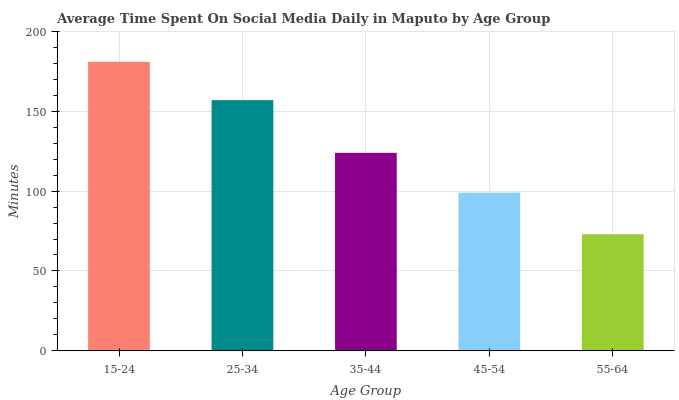 Average Time Spent On Social Media Daily in Maputo by Age Group
200
150
100
50
0
Minutes
15-24 25-34 35-44 45-54 55-64
Age Group